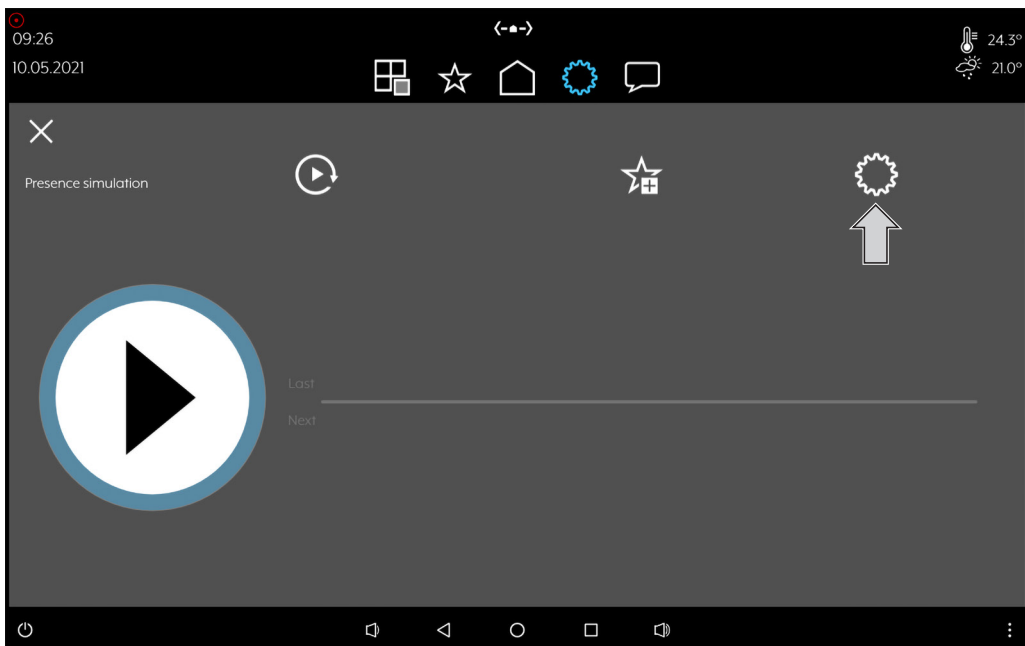 09:26
10.05.2021
24.3°
21.0°
Presence simulation
Last
Next